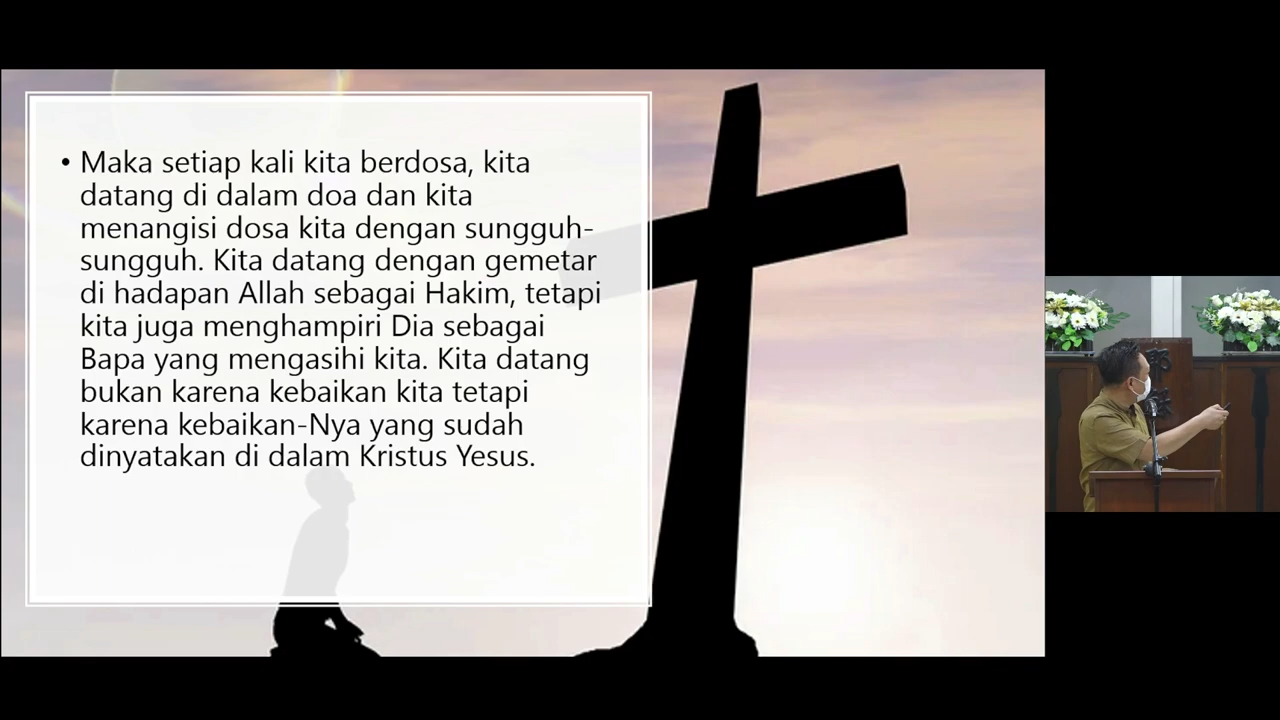 • Maka setiap kali kita berdosa, kita
datang di dalam doa dan kita
menangisi dosa kita dengan sungguh-
sungguh. Kita datang dengan gemetar
di hadapan Allah sebagai Hakim, tetapi
kita juga menghampiri Dia sebagai
Bapa yang mengasihi kita. Kita datang
bukan karena kebaikan kita tetapi
karena kebaikan-Nya yang sudah
dinyatakan di dalam Kristus Yesus.